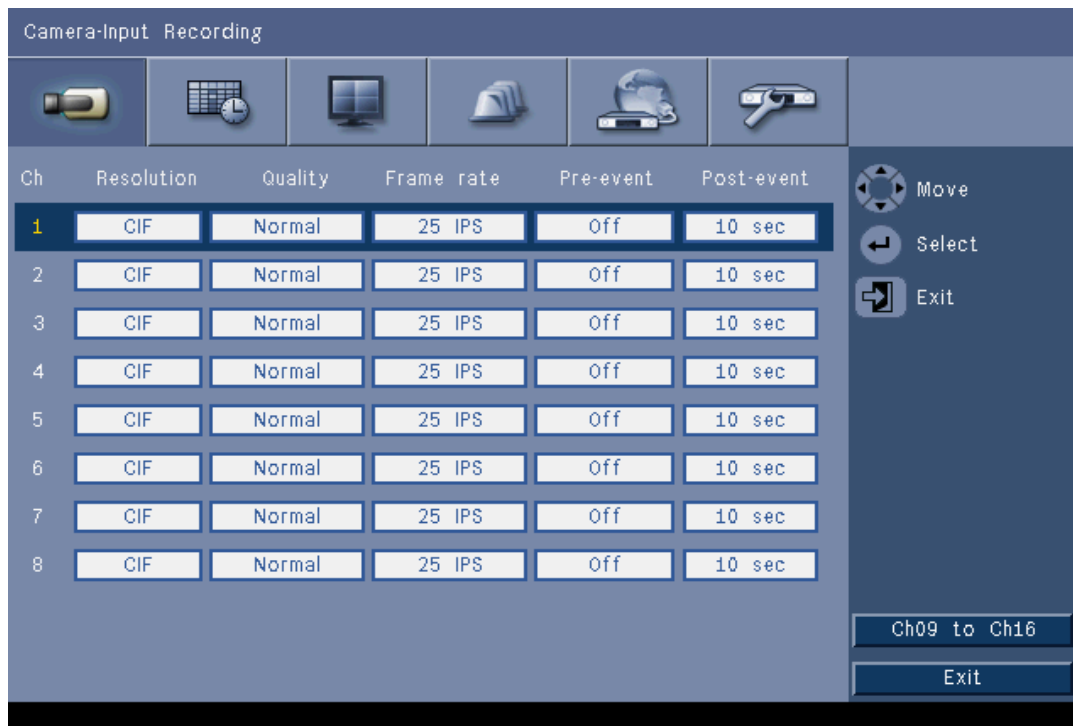 Camera-Input Recording
Ch Resolution Quality Frame rate Pre-event Post-event
1 CIF Normal 25 IPS Off 10 sec
2 CIF Normal 25 IPS Off 10 sec
3 CIF Normal 25 IPS Off 10 sec
4 CIF Normal 25 IPS Off 10 sec
5 CIF Normal 25 IPS Off 10 sec
6 CIF Normal 25 IPS Off 10 sec
7 CIF Normal 25 IPS Off 10 sec
8 CIF Normal 25 IPS Off 10 sec
Move
Select
Exit
Ch09 to Ch16
Exit